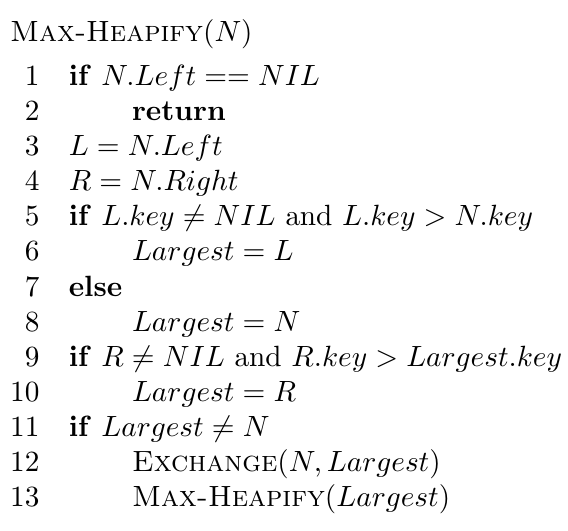 MAX-HEAPIFY(N)
1 if N.Left == NIL
2 return
3 L = N.Left
4 R = N.Right
5 if L.key ≠ NIL and L.key > N.key
6 Largest = L
7 else
8 Largest = N
9 if R ≠ NIL and R.key > Largest.key
10 Largest = R
11 if Largest ≠ N
12 EXCHANGE(N, Largest)
13 MAX-HEAPIFY(Largest)